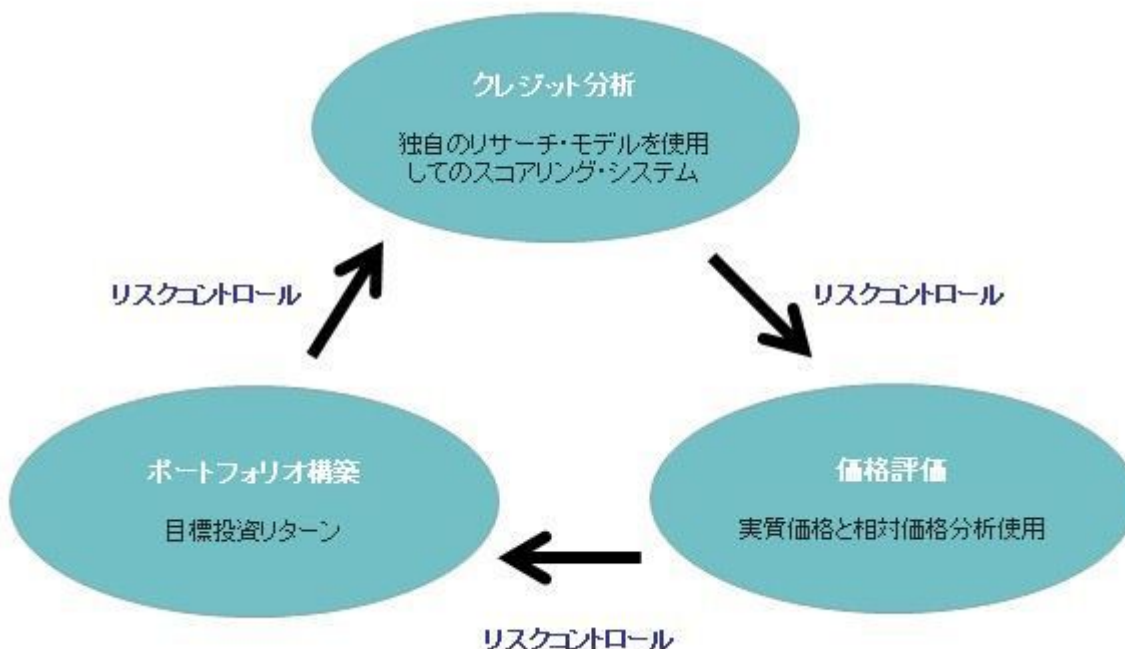 クレジット分析
独自のリサーチ・モデルを使用
してのスコアリング・システム
リスクコントロール
リスクコントロール
ポートフォリオ構築
目標投資リターン
価格評価
実質価格と相対価格分析使用
リスクコントロール